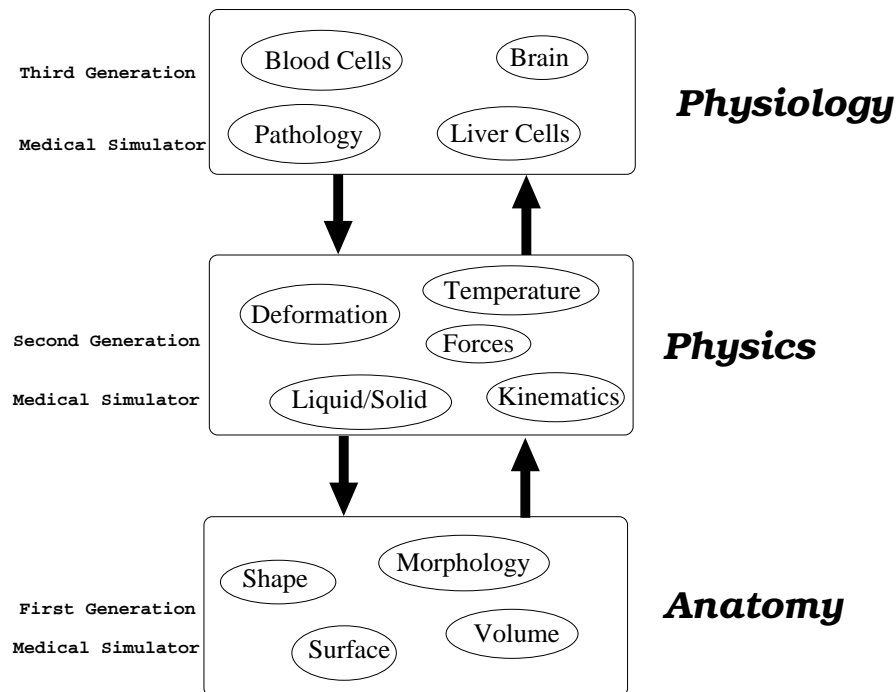 Blood Cells
Brain
Third Generation
Physiology
Pathology
Liver Cells
Medical Simulator
Temperature
Deformation
Second Generation
Forces
Physics
Liquid/Solid
Kinematics
Medical Simulator
Morphology
Shape
First Generation
Anatomy
Volume
Surface
Medical Simulator